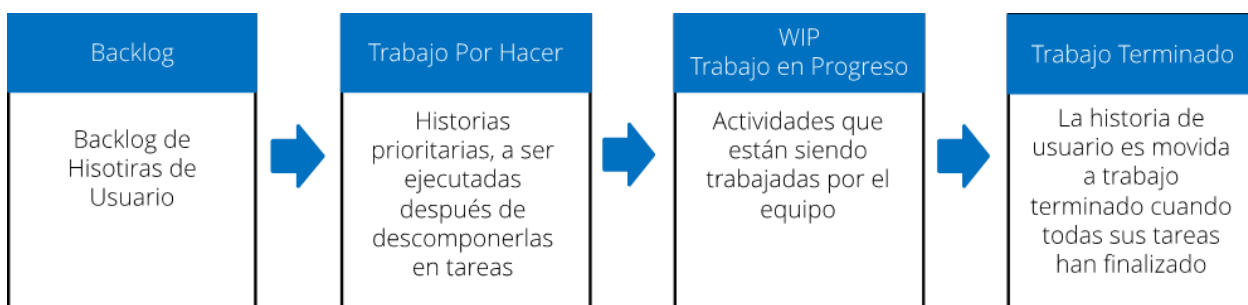 Backlog
Backlog de
Hisotiras de
Usuario
Trabajo Por Hacer
Historias
prioritarias, a ser
ejecutadas
después de
descomponerlas
en tareas
WIP
Trabajo en Progreso
Actividades que
están siendo
trabajadas por el
equipo
Trabajo Terminado
La historia de
usuario es movida
a trabajo
terminado cuando
todas sus tareas
han finalizado